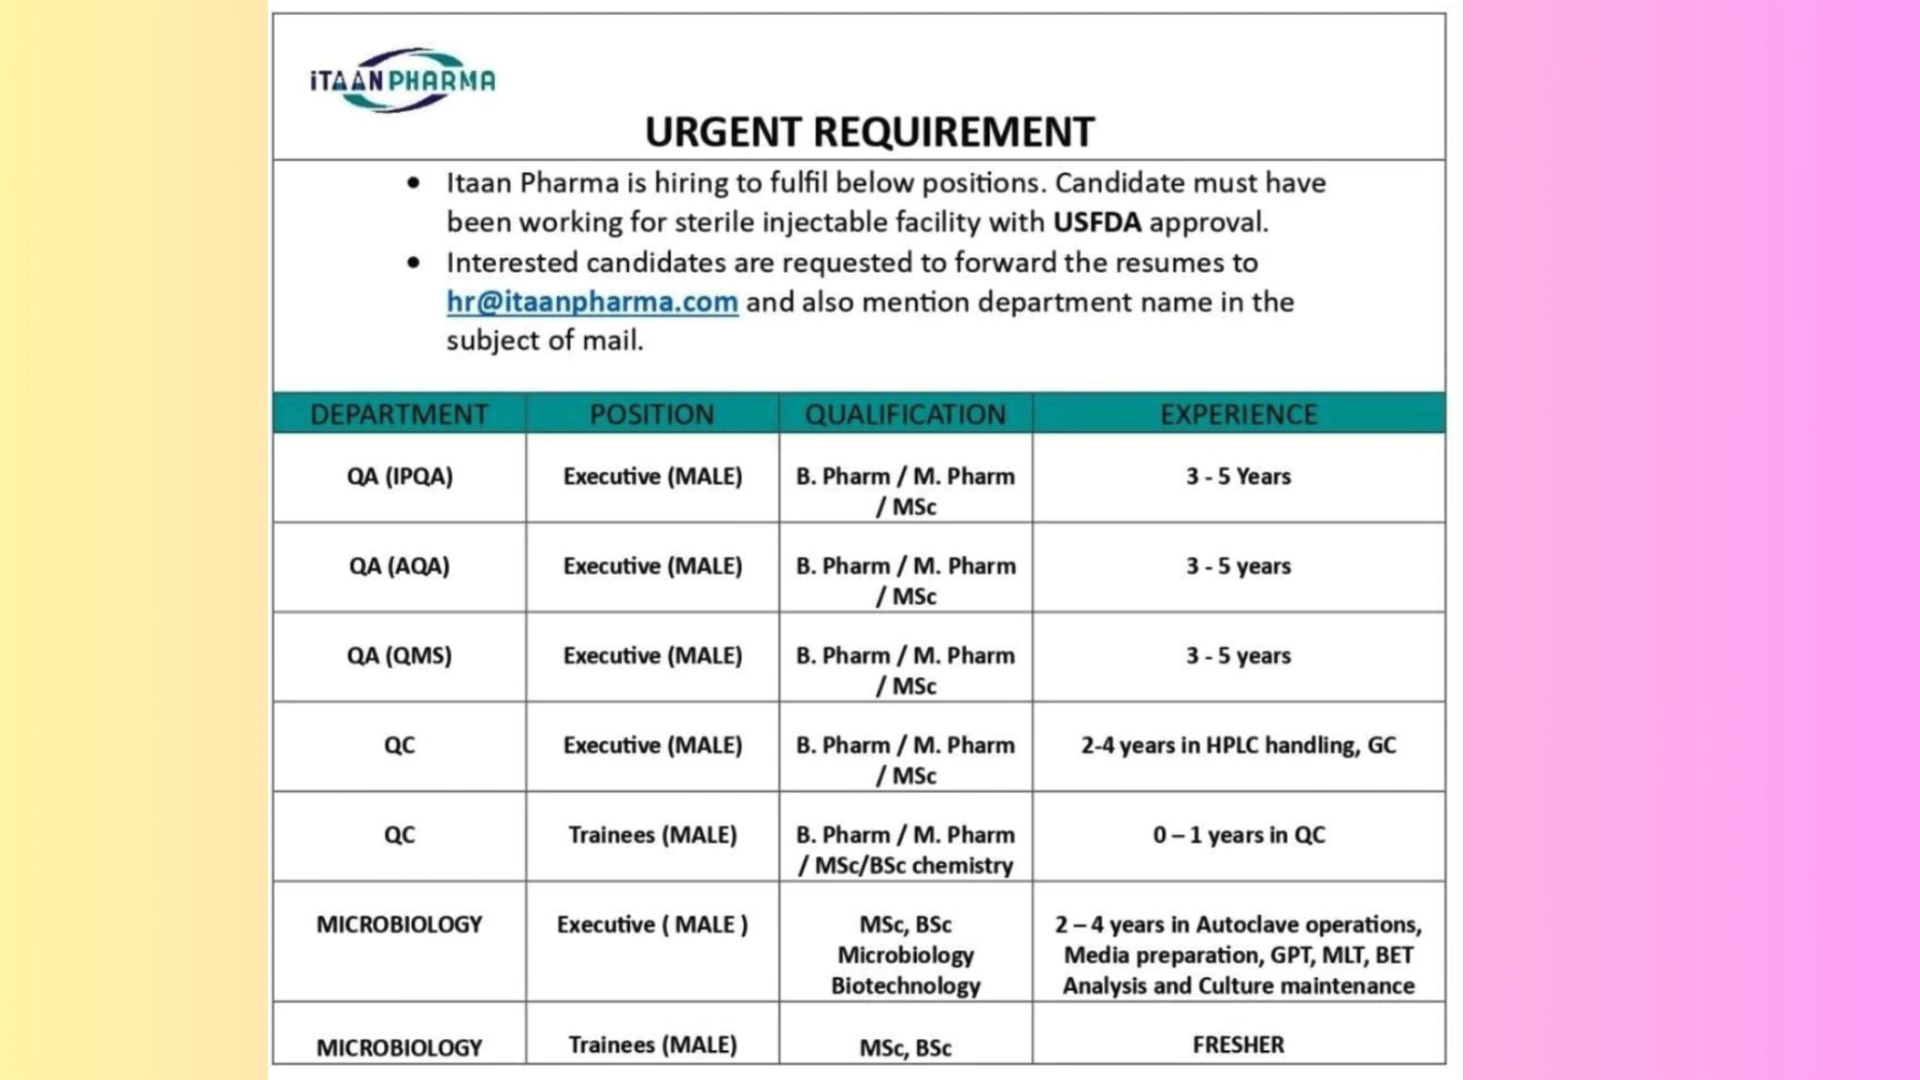 iTAAN PHARMA
URGENT REQUIREMENT
• Itaan Pharma is hiring to fulfil below positions. Candidate must have
been working for sterile injectable facility with USFDA approval.
• Interested candidates are requested to forward the resumes to
hr@itaanpharma.com and also mention department name in the
subject of mail.
DEPARTMENT POSITION QUALIFICATION EXPERIENCE
QA (IPQA) Executive (MALE) B. Pharm / M. Pharm 3 - 5 Years
/ MSc
QA (AQA) Executive (MALE) B. Pharm / M. Pharm 3 - 5 years
/ MSc
QA (QMS) Executive (MALE) B. Pharm / M. Pharm 3 - 5 years
/ MSc
QC Executive (MALE) B. Pharm / M. Pharm 2-4 years in HPLC handling, GC
/ MSc
QC Trainees (MALE) B. Pharm / M. Pharm 0 – 1 years in QC
/ MSc/BSc chemistry
MICROBIOLOGY Executive ( MALE ) MSc, BSc 2 – 4 years in Autoclave operations,
Microbiology Media preparation, GPT, MLT, BET
Biotechnology Analysis and Culture maintenance
MICROBIOLOGY Trainees (MALE) MSc, BSc FRESHER